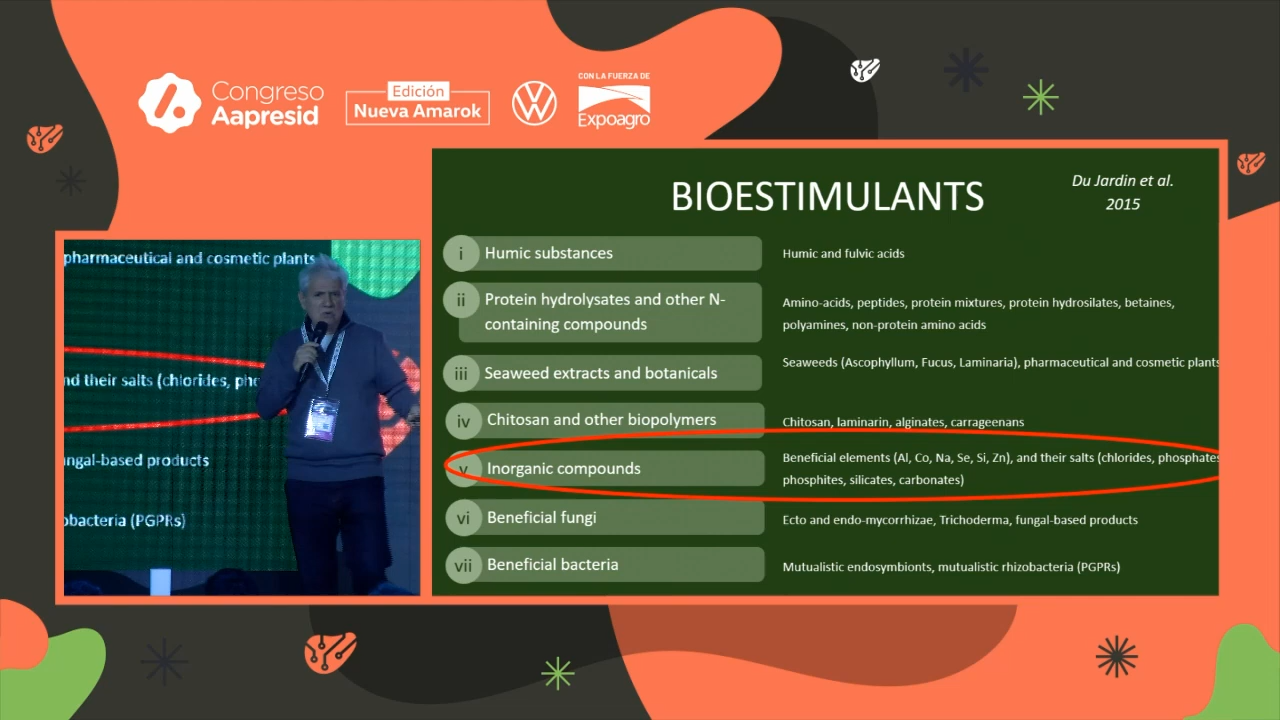 CON LA FUERZA DE
Congreso
Aapresid
Edición
Nueva Amarok
Expoagro
BIOESTIMULANTS
Du Jardin et al.
2015
i Humic substances
Humic and fulvic acids
ii Protein hydrolysates and other N-
containing compounds
Amino-acids, peptides, protein mixtures, protein hydrosilates, betaines,
polyamines, non-protein amino acids
iii Seaweed extracts and botanicals
Seaweeds (Ascophyllum, Fucus, Laminaria), pharmaceutical and cosmetic plants
iv Chitosan and other biopolymers
Chitosan, laminarin, alginates, carrageenans
v Inorganic compounds
Beneficial elements (Al, Co, Na, Se, Si, Zn), and their salts (chlorides, phosphates
phosphites, silicates, carbonates)
vi Beneficial fungi
Ecto and endo-mycorrhizae, Trichoderma, fungal-based products
vii Beneficial bacteria
Mutualistic endosymbionts, mutualistic rhizobacteria (PGPRs)
pharmaceutical and cosmetic plants
nd their salts (chlorides, pho
ngal-based products
obacteria (PGPRs)